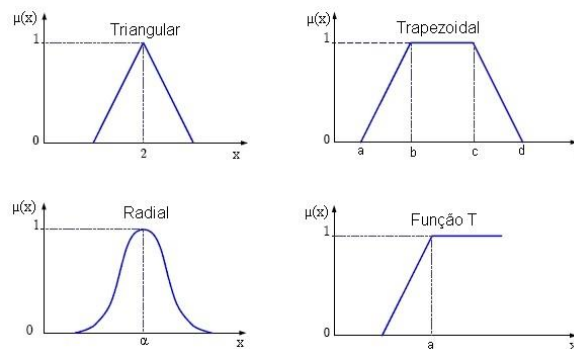 μ(x)
Triangular
1
0
2
x
μ(x)
Trapezoidal
1
0
a
b
c
d
x
μ(x)
Radial
1
0
α
x
μ(x)
Função T
1
0
a
x